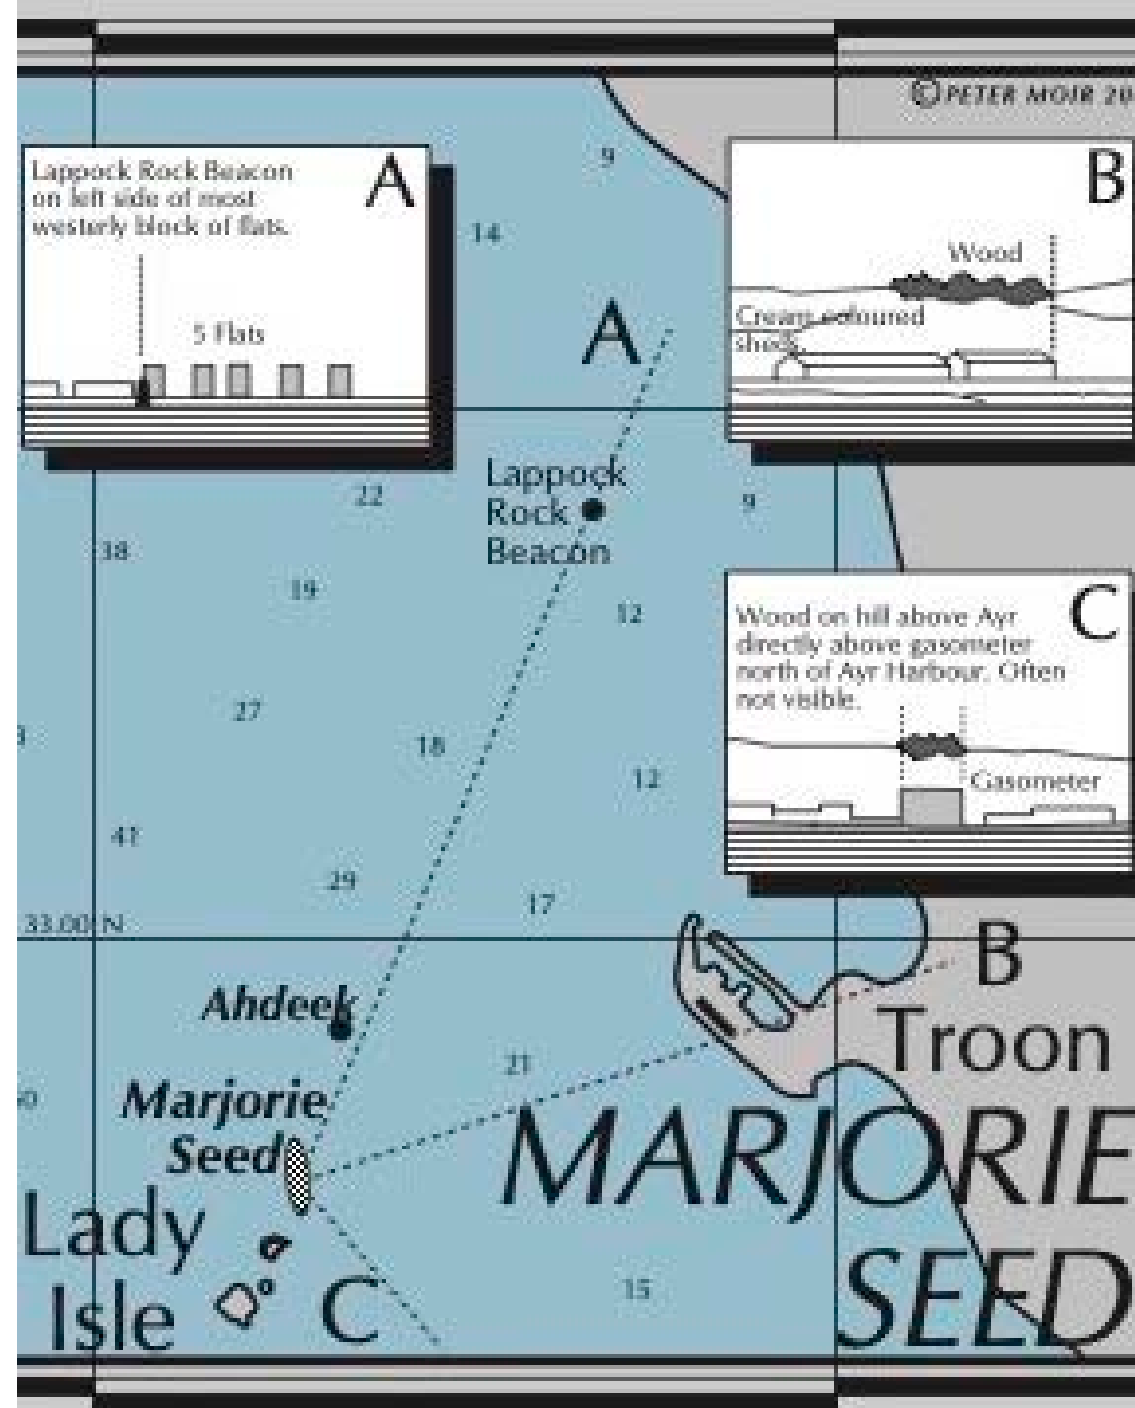 ©PETER MOIR 20
A
Lappock Rock Beacon
on left side of most
westerly block of flats.
5 Flats
B
Wood
Cream coloured
sheds
9
14
A
Lappock
Rock
Beacon
22
9
38
19
12
C
Wood on hill above Ayr
directly above gasometer
north of Ayr Harbour. Often
not visible.
Gasometer
27
18
12
41
29
17
33.00 N
B
Troon
Ahdeek
21
Marjorie
Seed
MARJORIE
SEED
Lady
Isle
C
15